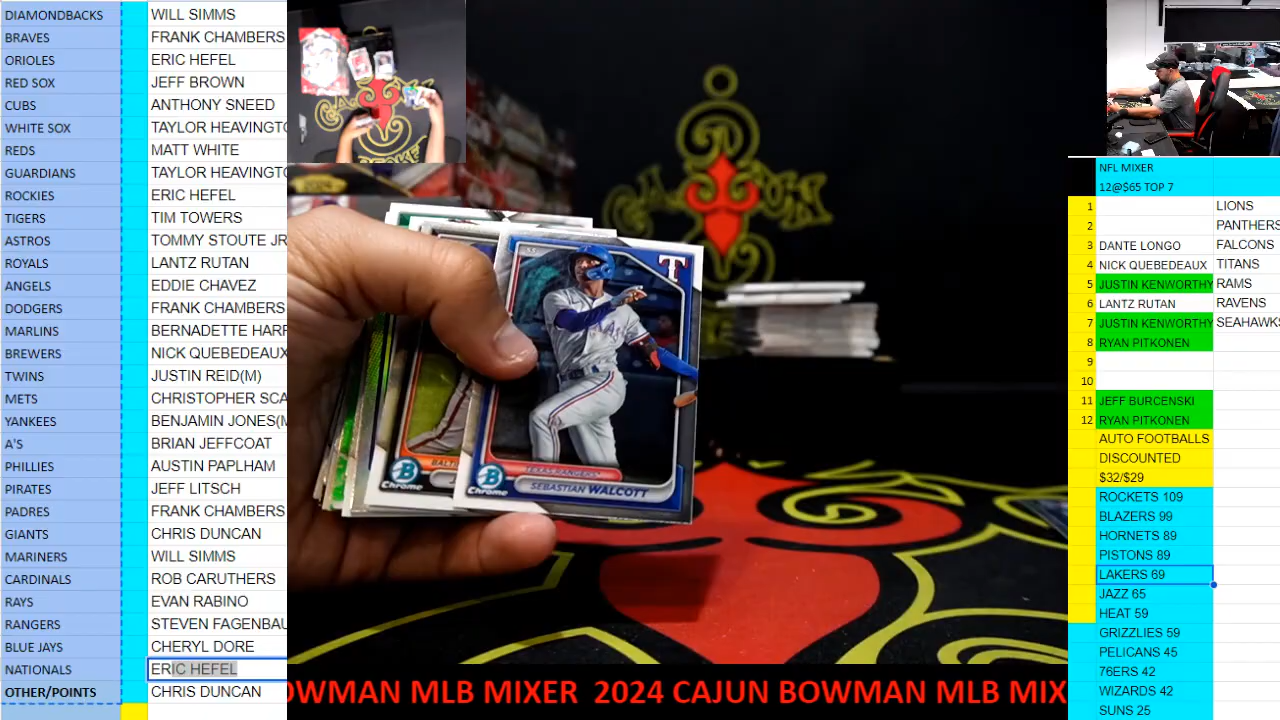 DIAMONDBACKS WILL SIMMS
BRAVES FRANK CHAMBERS
ORIOLES ERIC HEFEL
RED SOX JEFF BROWN
CUBS ANTHONY SNEED
WHITE SOX TAYLOR HEAVINGTO
REDS MATT WHITE
GUARDIANS TAYLOR HEAVINGTO
ROCKIES ERIC HEFEL
TIGERS TIM TOWERS
ASTROS TOMMY STOUTE JR
ROYALS LANTZ RUTAN
ANGELS EDDIE CHAVEZ
DODGERS FRANK CHAMBERS
MARLINS BERNADETTE HARR
BREWERS NICK QUEBEDEAUX
TWINS JUSTIN REID(M)
METS CHRISTOPHER SCA
YANKEES BENJAMIN JONES(M
A'S BRIAN JEFFCOAT
PHILLIES AUSTIN PAPLHAM
PIRATES JEFF LITSCH
PADRES FRANK CHAMBERS
GIANTS CHRIS DUNCAN
MARINERS WILL SIMMS
CARDINALS ROB CARUTHERS
RAYS EVAN RABINO
RANGERS STEVEN FAGENBAU
BLUE JAYS CHERYL DORE
NATIONALS ERIC HEFEL
OTHER/POINTS CHRIS DUNCAN
2024
T
TEXAS
TEXAS RANGERS
SEBASTIAN WALCOTT
B Chrome
BALTI
B Chrome
OWMAN MLB MIXER 2024 CAJUN BOWMAN MLB MIX
NFL MIXER
12@$65 TOP 7
1 LIONS
2 PANTHERS
3 DANTE LONGO FALCONS
4 NICK QUEBEDEAUX TITANS
5 JUSTIN KENWORTHY RAMS
6 LANTZ RUTAN RAVENS
7 JUSTIN KENWORTHY SEAHAWKS
8 RYAN PITKONEN
9
10
11 JEFF BURCENSKI
12 RYAN PITKONEN
AUTO FOOTBALLS
DISCOUNTED
$32/$29
ROCKETS 109
BLAZERS 99
HORNETS 89
PISTONS 89
LAKERS 69
JAZZ 65
HEAT 59
GRIZZLIES 59
PELICANS 45
76ERS 42
WIZARDS 42
SUNS 25